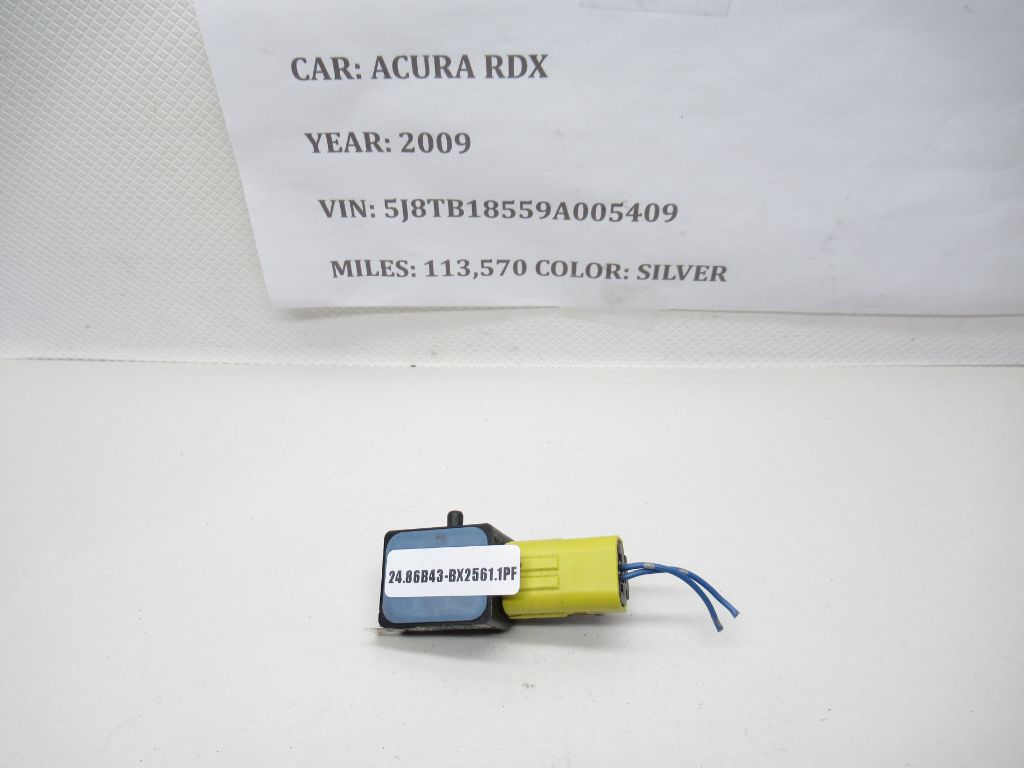 CAR: ACURA RDX
YEAR: 2009
VIN: 5J8TB18559A005409
MILES: 113,570 COLOR: SILVER
24.86B43-BX2561.1PF